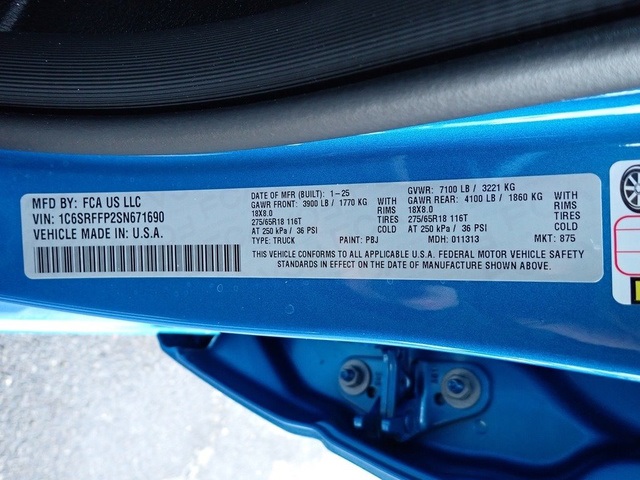 MFD BY: FCA US LLC
VIN: 1C6SRFFP2SN671690
VEHICLE MADE IN: U.S.A.
DATE OF MFR (BUILT): 1-25
GAWR FRONT: 3900 LB / 1770 KG
18X8.0 RIMS
275/65R18 116T TIRES
AT 250 kPa / 36 PSI COLD
TYPE: TRUCK PAINT: PBJ
GVWR: 7100 LB / 3221 KG
GAWR REAR: 4100 LB / 1860 KG
18X8.0 RIMS
275/65R18 116T TIRES
AT 250 kPa / 36 PSI COLD
MDH: 011313 MKT: 875
THIS VEHICLE CONFORMS TO ALL APPLICABLE U.S.A. FEDERAL MOTOR VEHICLE SAFETY
STANDARDS IN EFFECT ON THE DATE OF MANUFACTURE SHOWN ABOVE.